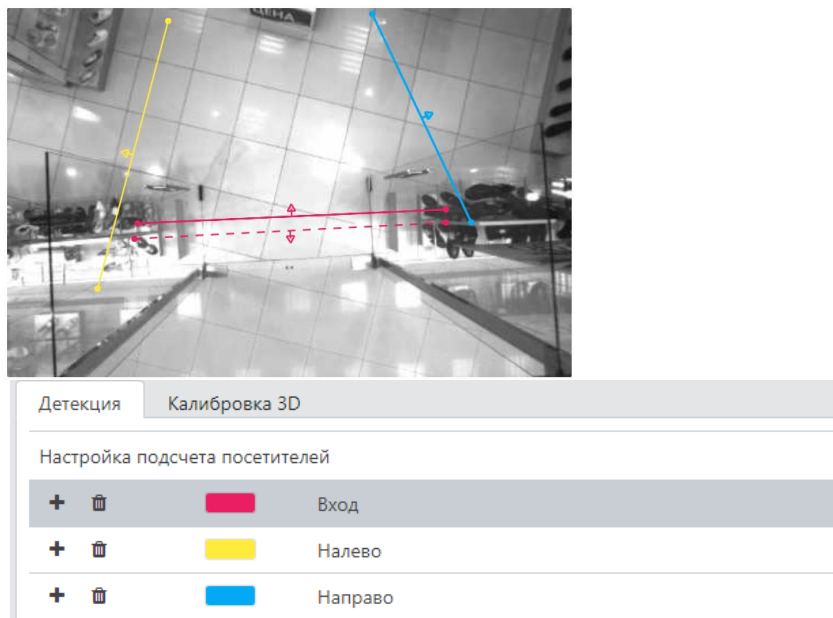 ЦЕНА
Детекция Калибровка 3D
Настройка подсчета посетителей
Вход
Налево
Направо